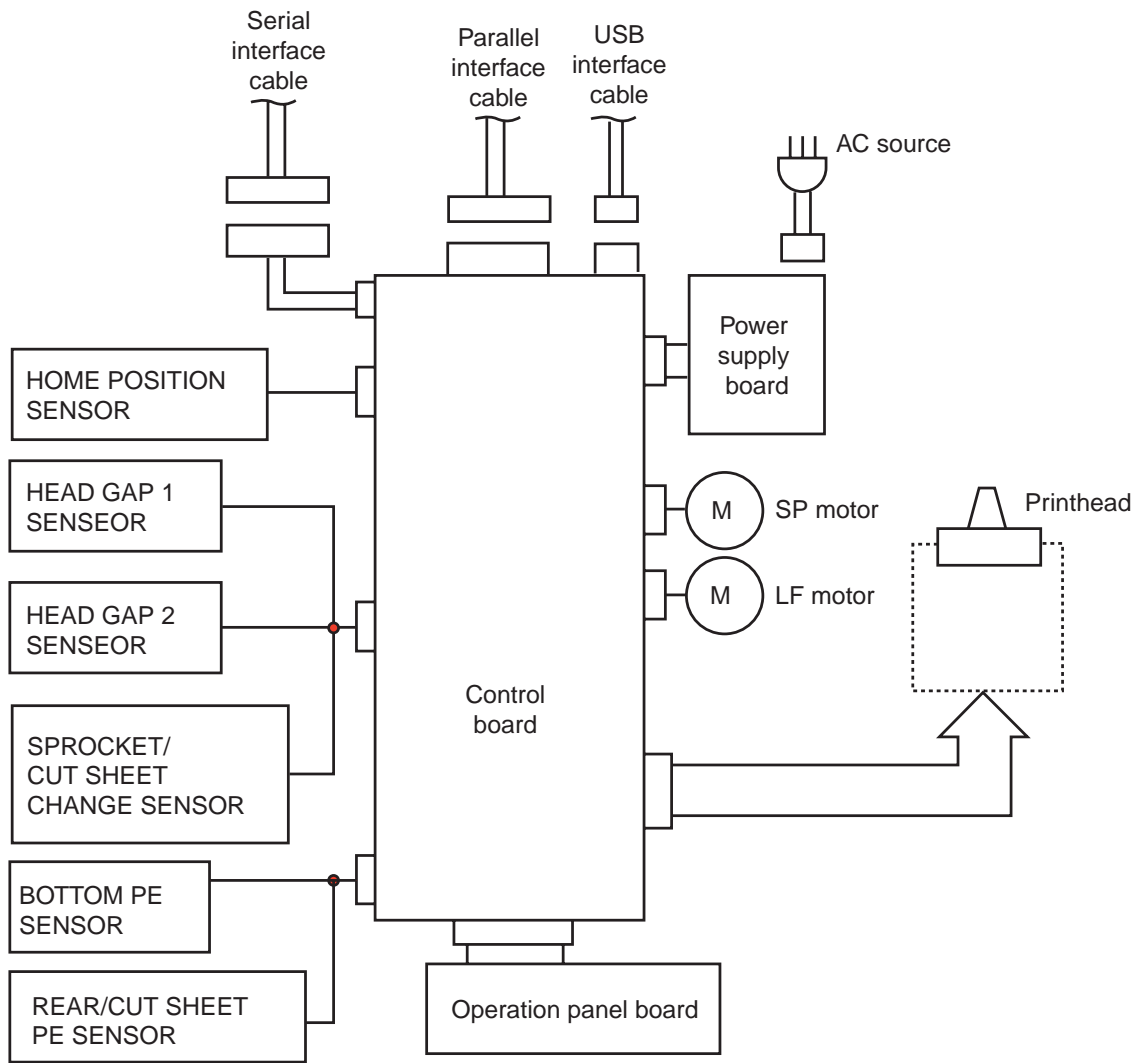 Serial
interface
cable
Parallel
interface
cable
USB
interface
cable
AC source
Power
supply
board
HOME POSITION
SENSOR
HEAD GAP 1
SENSEOR
M
SP motor
Printhead
HEAD GAP 2
SENSEOR
M
LF motor
Control
board
SPROCKET/
CUT SHEET
CHANGE SENSOR
BOTTOM PE
SENSOR
REAR/CUT SHEET
PE SENSOR
Operation panel board